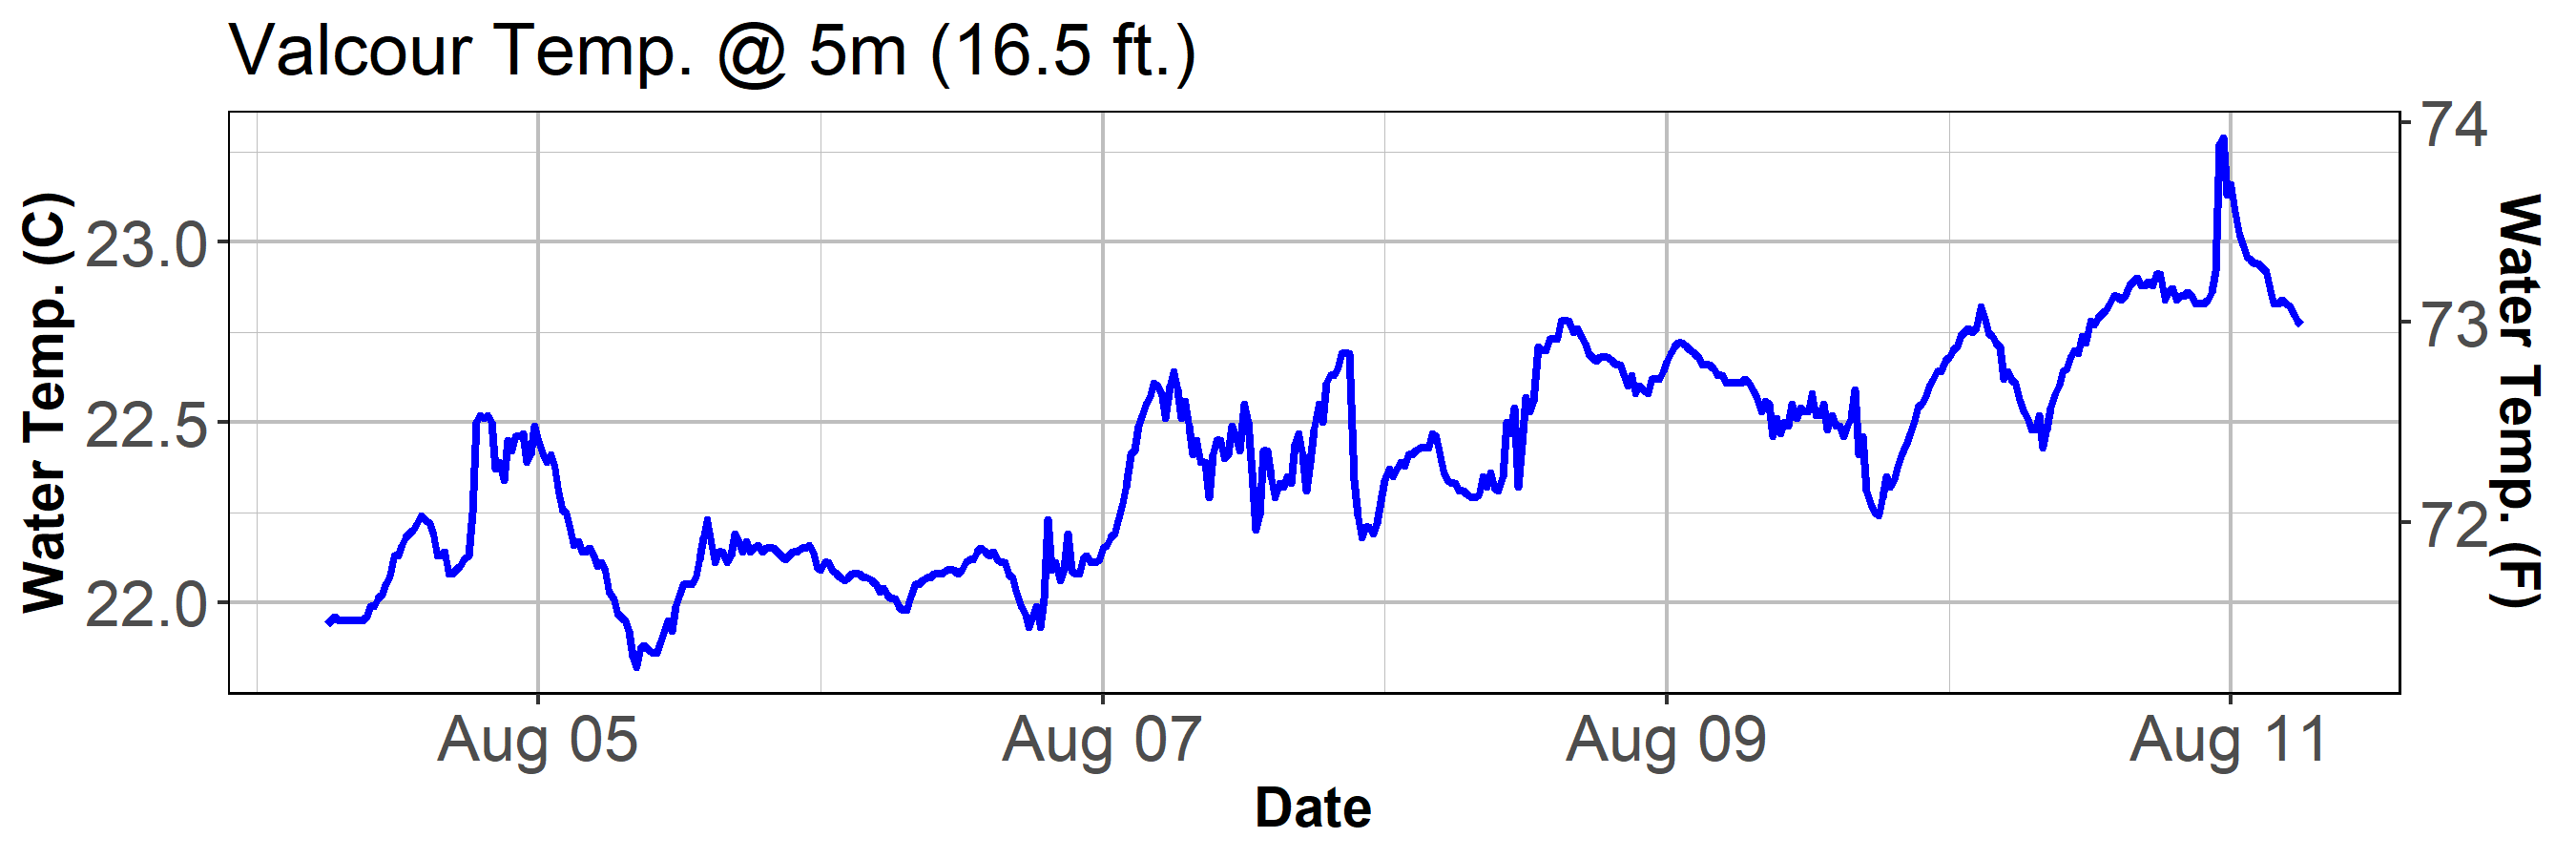 Valcour Temp. @ 5m (16.5 ft.)
Water Temp. (C)
23.0
22.5
22.0
74
73
72
Water Temp. (F)
Aug 05 Aug 07 Aug 09 Aug 11
Date